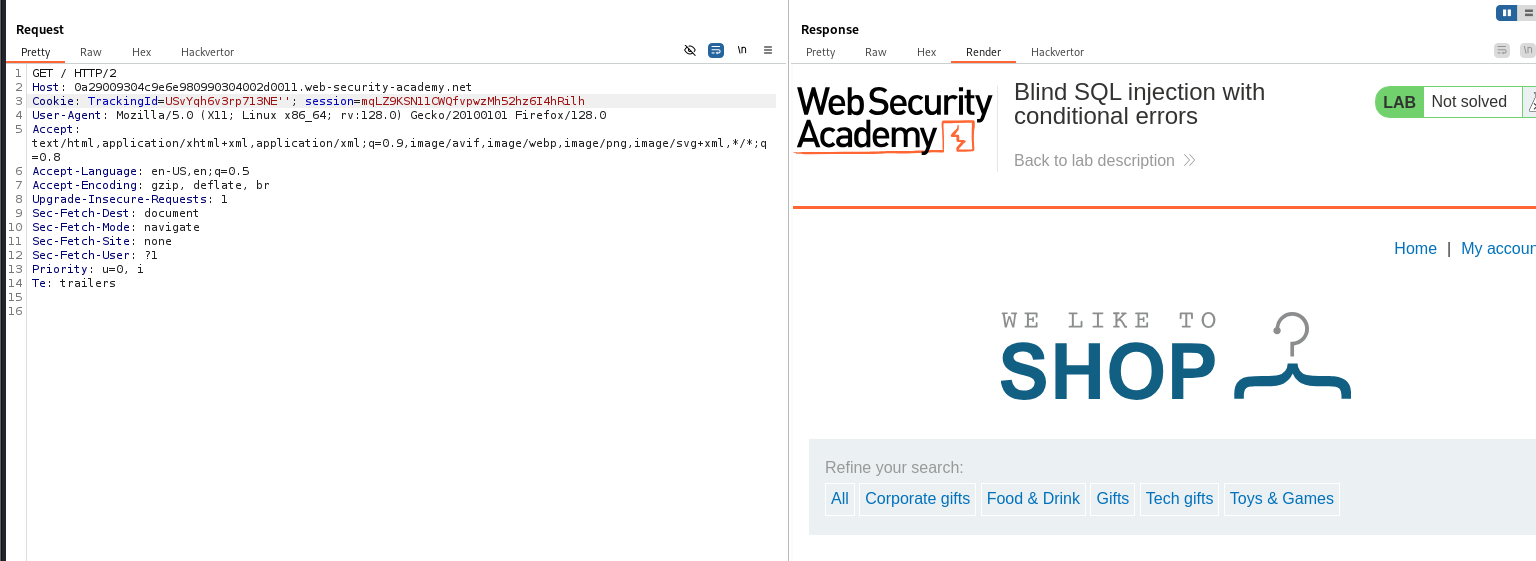 Request
Pretty Raw Hex Hackvertor \n
1 GET / HTTP/2
2 Host: 0a29009304c9e6e980990304002d0011.web-security-academy.net
3 Cookie: TrackingId=USvYqh6v3rp713NE''; session=mqLZ9KSN11CWQfvpwzMh52hz6I4hRilh
4 User-Agent: Mozilla/5.0 (X11; Linux x86_64; rv:128.0) Gecko/20100101 Firefox/128.0
5 Accept:
text/html,application/xhtml+xml,application/xml;q=0.9,image/avif,image/webp,image/png,image/svg+xml,*/*;q
=0.8
6 Accept-Language: en-US,en;q=0.5
7 Accept-Encoding: gzip, deflate, br
8 Upgrade-Insecure-Requests: 1
9 Sec-Fetch-Dest: document
10 Sec-Fetch-Mode: navigate
11 Sec-Fetch-Site: none
12 Sec-Fetch-User: ?1
13 Priority: u=0, i
14 Te: trailers
15
16
Response
Pretty Raw Hex Render Hackvertor \n
Web Security
Academy
Blind SQL injection with
conditional errors
Back to lab description
LAB Not solved
Home | My accoun
WE LIKE TO
SHOP
Refine your search:
All Corporate gifts Food & Drink Gifts Tech gifts Toys & Games